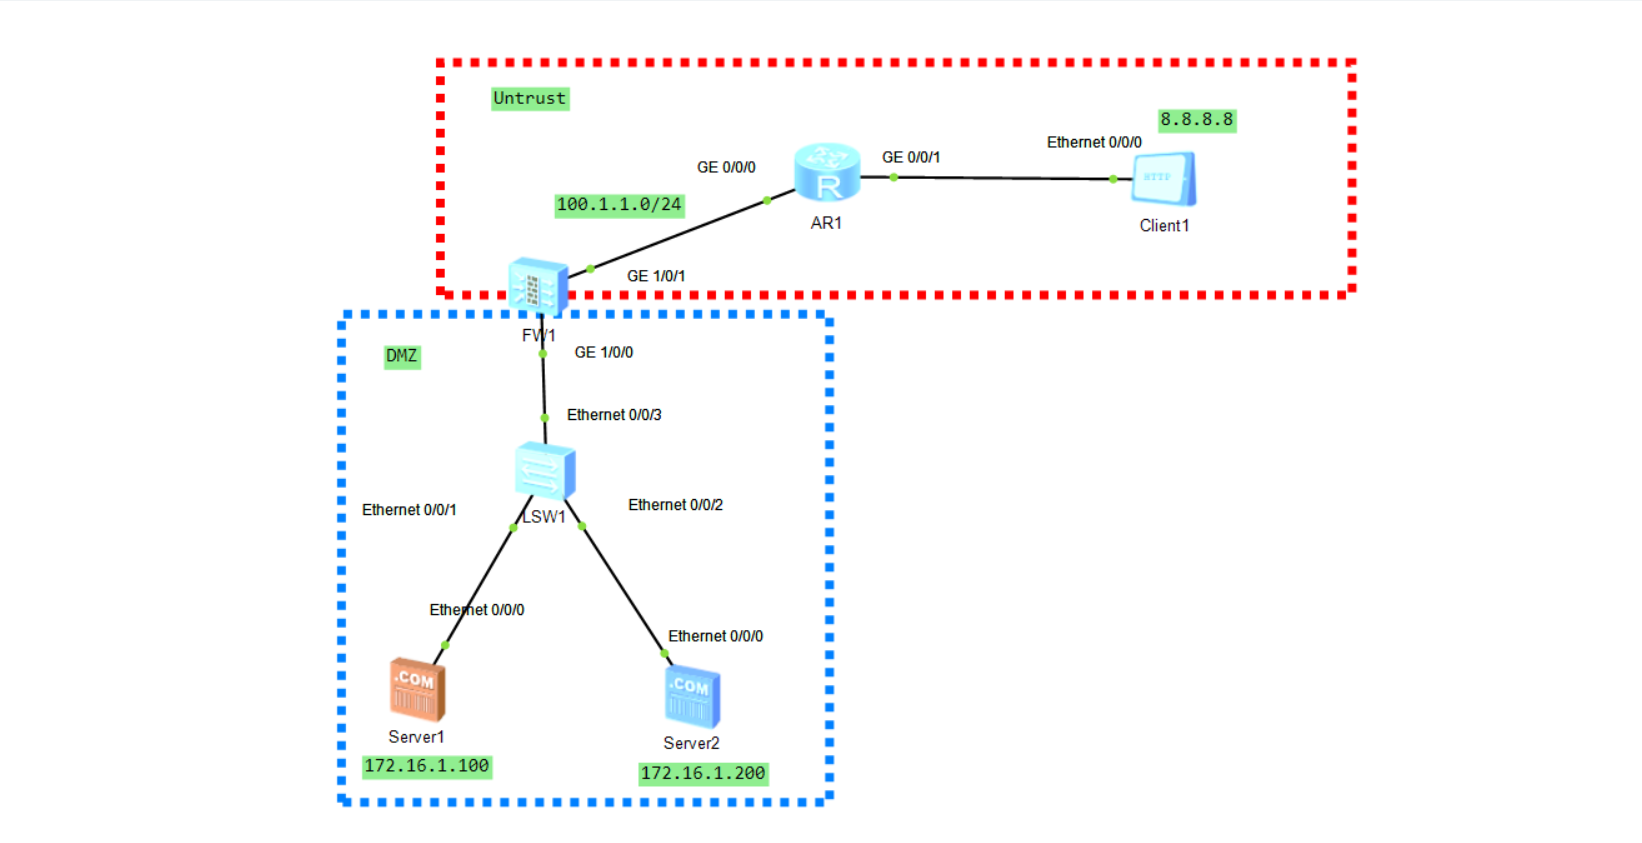 Untrust
8.8.8.8
Ethernet 0/0/0
GE 0/0/1
GE 0/0/0
HTTP
R
100.1.1.0/24
AR1
Client1
GE 1/0/1
FW1
DMZ
GE 1/0/0
Ethernet 0/0/3
Ethernet 0/0/1
Ethernet 0/0/2
LSW1
Ethernet 0/0/0
Ethernet 0/0/0
.COM
.COM
Server1
Server2
172.16.1.100
172.16.1.200